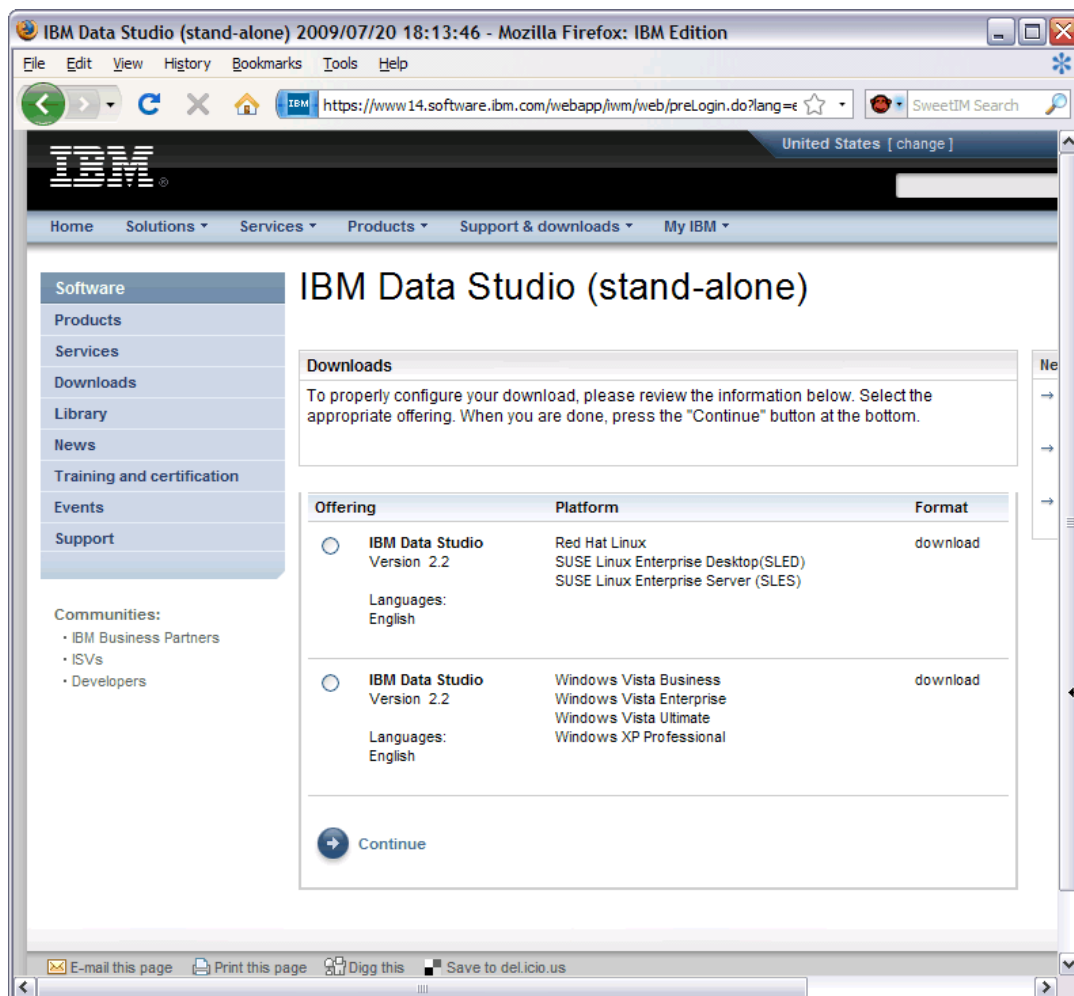 IBM Data Studio (stand-alone) 2009/07/20 18:13:46 - Mozilla Firefox: IBM Edition
File Edit View History Bookmarks Tools Help
IBM https://www14.software.ibm.com/webapp/iwm/web/preLogin.do?lang=e SweetIM Search
United States [ change ]
IBM ®
Home Solutions Services Products Support & downloads My IBM
Software
Products
Services
Downloads
Library
News
Training and certification
Events
Support
Communities:
· IBM Business Partners
· ISVs
· Developers
IBM Data Studio (stand-alone)
Downloads
To properly configure your download, please review the information below. Select the
appropriate offering. When you are done, press the "Continue" button at the bottom.
Ne
Offering Platform Format
IBM Data Studio Red Hat Linux download
Version 2.2 SUSE Linux Enterprise Desktop(SLED)
SUSE Linux Enterprise Server (SLES)
Languages:
English
IBM Data Studio Windows Vista Business download
Version 2.2 Windows Vista Enterprise
Windows Vista Ultimate
Languages: Windows XP Professional
English
Continue
E-mail this page Print this page Digg this Save to del.icio.us